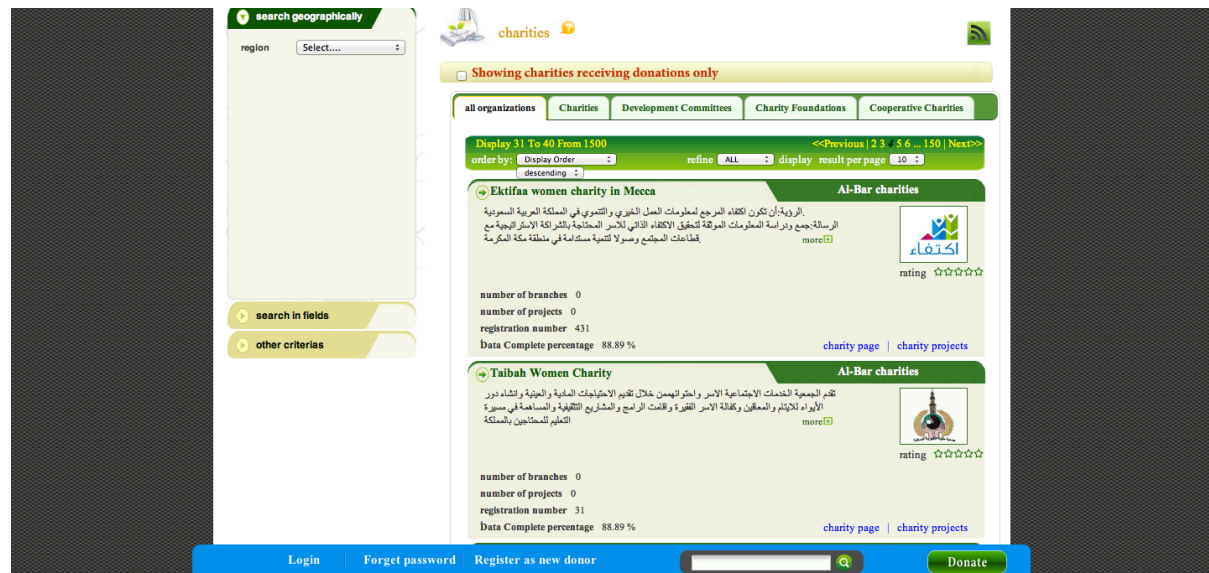 search geographically
region Select....
search in fields
other criterias
charities
Showing charities receiving donations only
all organizations Charities Development Committees Charity Foundations Cooperative Charities
Display 31 To 40 From 1500 <<Previous | 2 3 4 5 6 ... 150 | Next>>
order by: Display Order refine ALL display result per page 10
descending
Ektifaa women charity in Mecca Al-Bar charities
الرؤية:أن تكون اكتفاء المرجع لمعلومات العمل الخيري والتنموي في المملكة العربية السعودية.
الرسالة:جمع ودراسة المعلومات الموثقة لتحقيق الاكتفاء الذاتي للاسر المحتاجة بالشراكة الاستراتيجية مع
قطاعات المجتمع وصولا لتنمية مستدامة في منطقة مكة المكرمة. more
اكتفاء
rating
number of branches 0
number of projects 0
registration number 431
Data Complete percentage 88.89 %
charity page | charity projects
Taibah Women Charity Al-Bar charities
تقدم الجمعية الخدمات الاجتماعية الاسر واحتوائهممن خلال تقديم الاحتياجات المادية والعينية وانشاء دور
الأيواء للايتام والمعاقين وكفالة الاسر الفقيرة واقامت الرامج والمشاريع التثقيفية والمساهمة في مسيرة
التعليم للمحتاجين بالمملكة more
rating
number of branches 0
number of projects 0
registration number 31
Data Complete percentage 88.89 %
charity page | charity projects
Login Forget password Register as new donor Donate